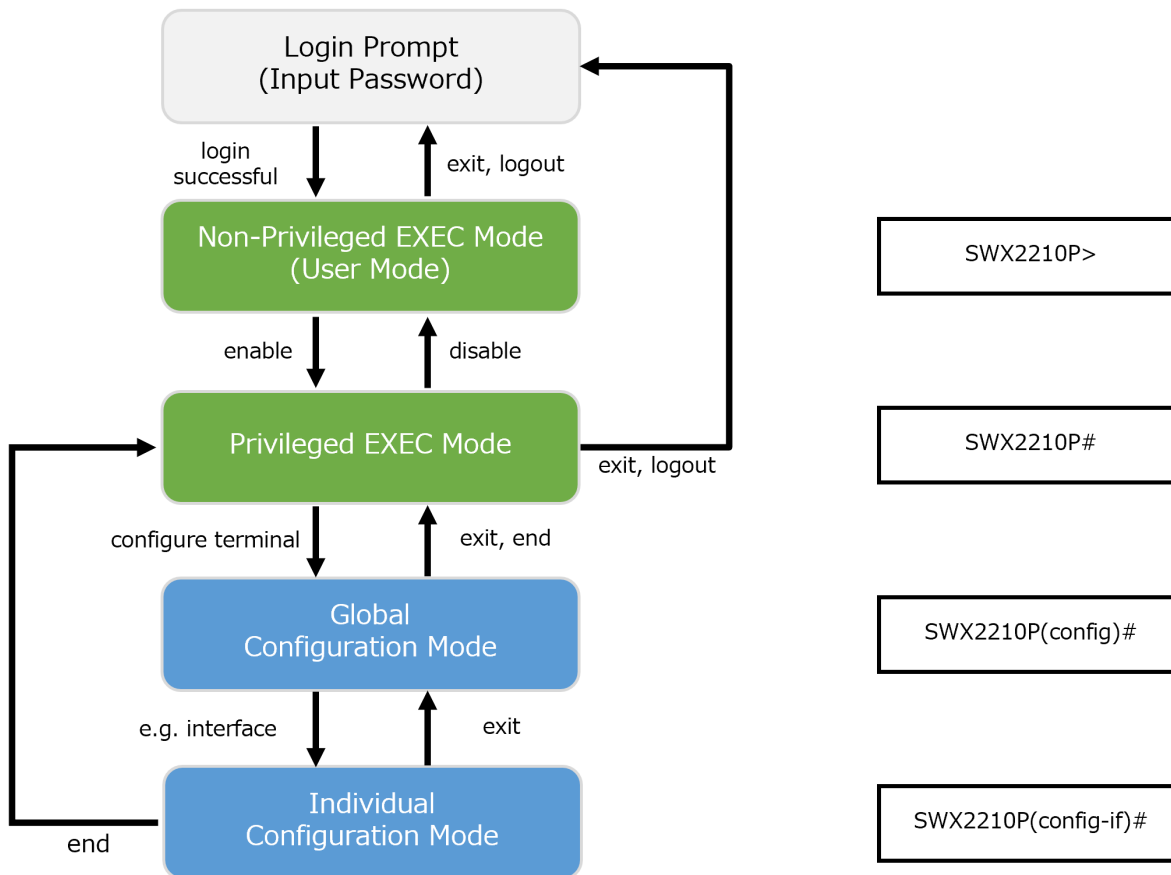 Login Prompt
(Input Password)
login
successful
exit, logout
Non-Privileged EXEC Mode
(User Mode)
SWX2210P>
enable
disable
Privileged EXEC Mode
SWX2210P#
exit, logout
configure terminal
exit, end
Global
Configuration Mode
SWX2210P(config)#
e.g. interface
exit
Individual
Configuration Mode
SWX2210P(config-if)#
end